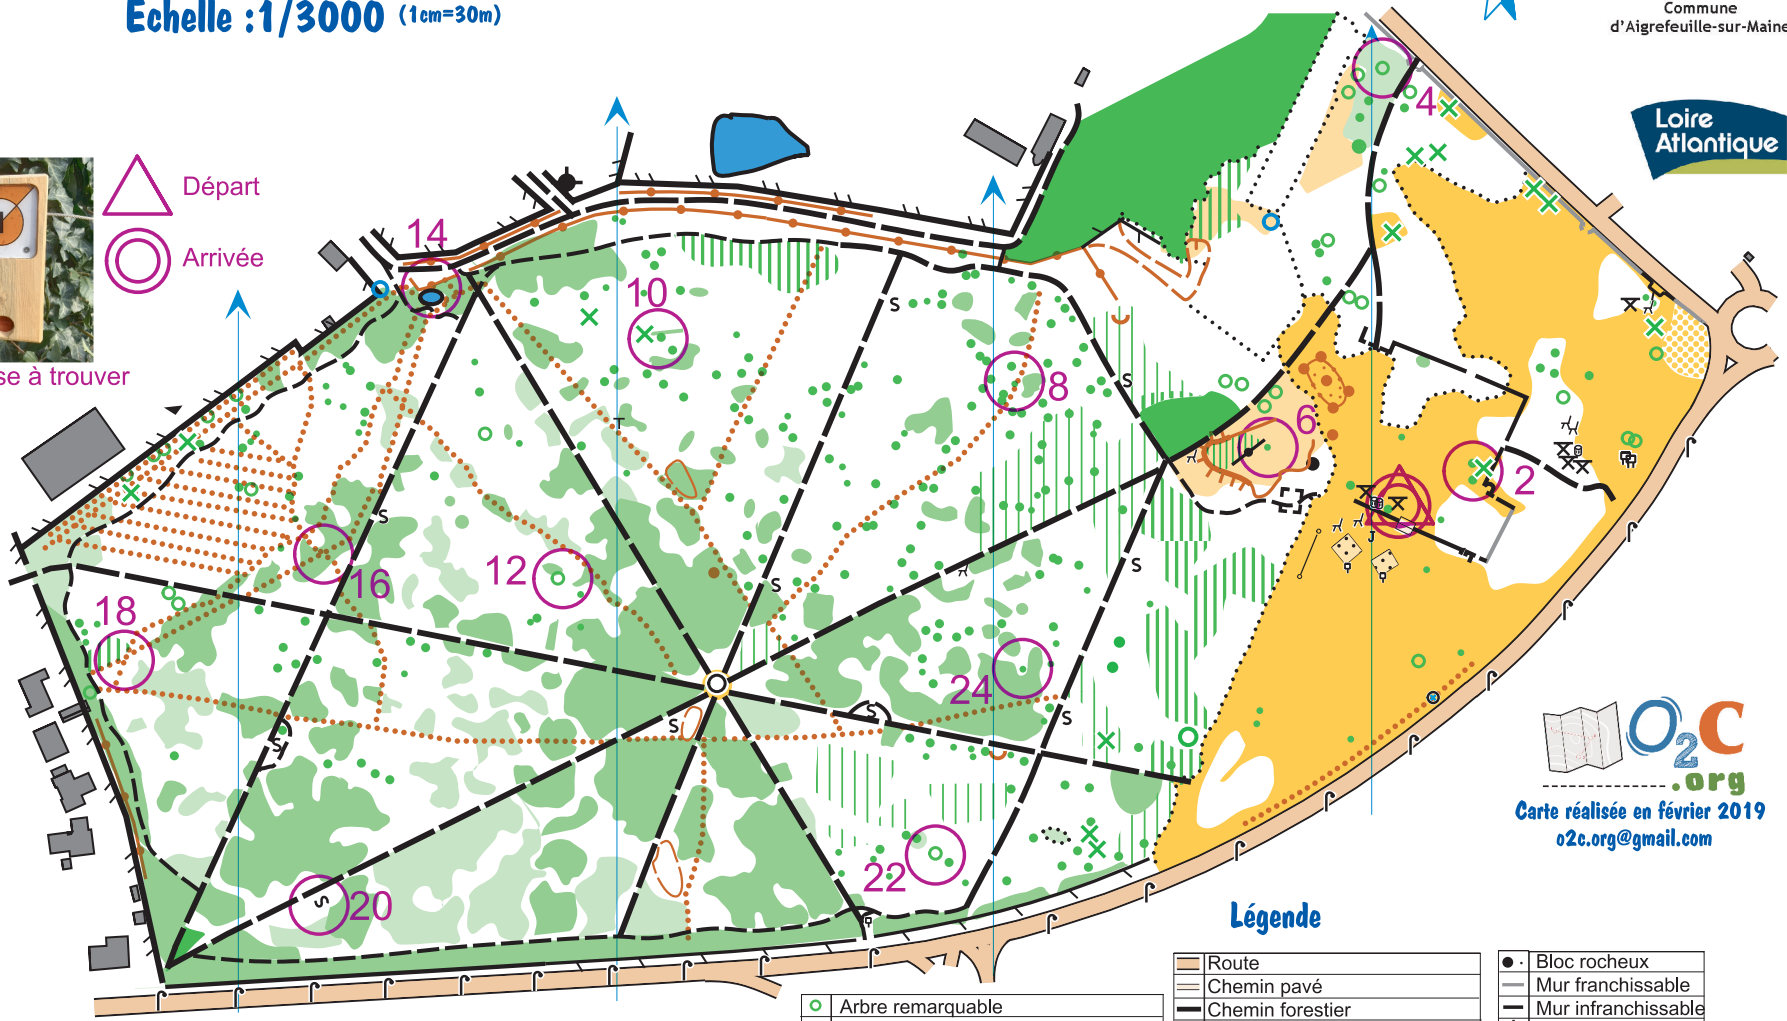 Echelle :1/3000 (1cm=30m)
Commune
d'Aigrefeuille-sur-Maine
Loire
Atlantique
Départ
Arrivée
se à trouver
14
10
8
4
6
2
12
16
18
24
22
20
S
S
S
S
S
S
S
S
S
S
T
T
J
O2C
.org
Carte réalisée en février 2019
o2c.org@gmail.com
Légende
Arbre remarquable
Route
Chemin pavé
Chemin forestier
Bloc rocheux
Mur franchissable
Mur infranchissable